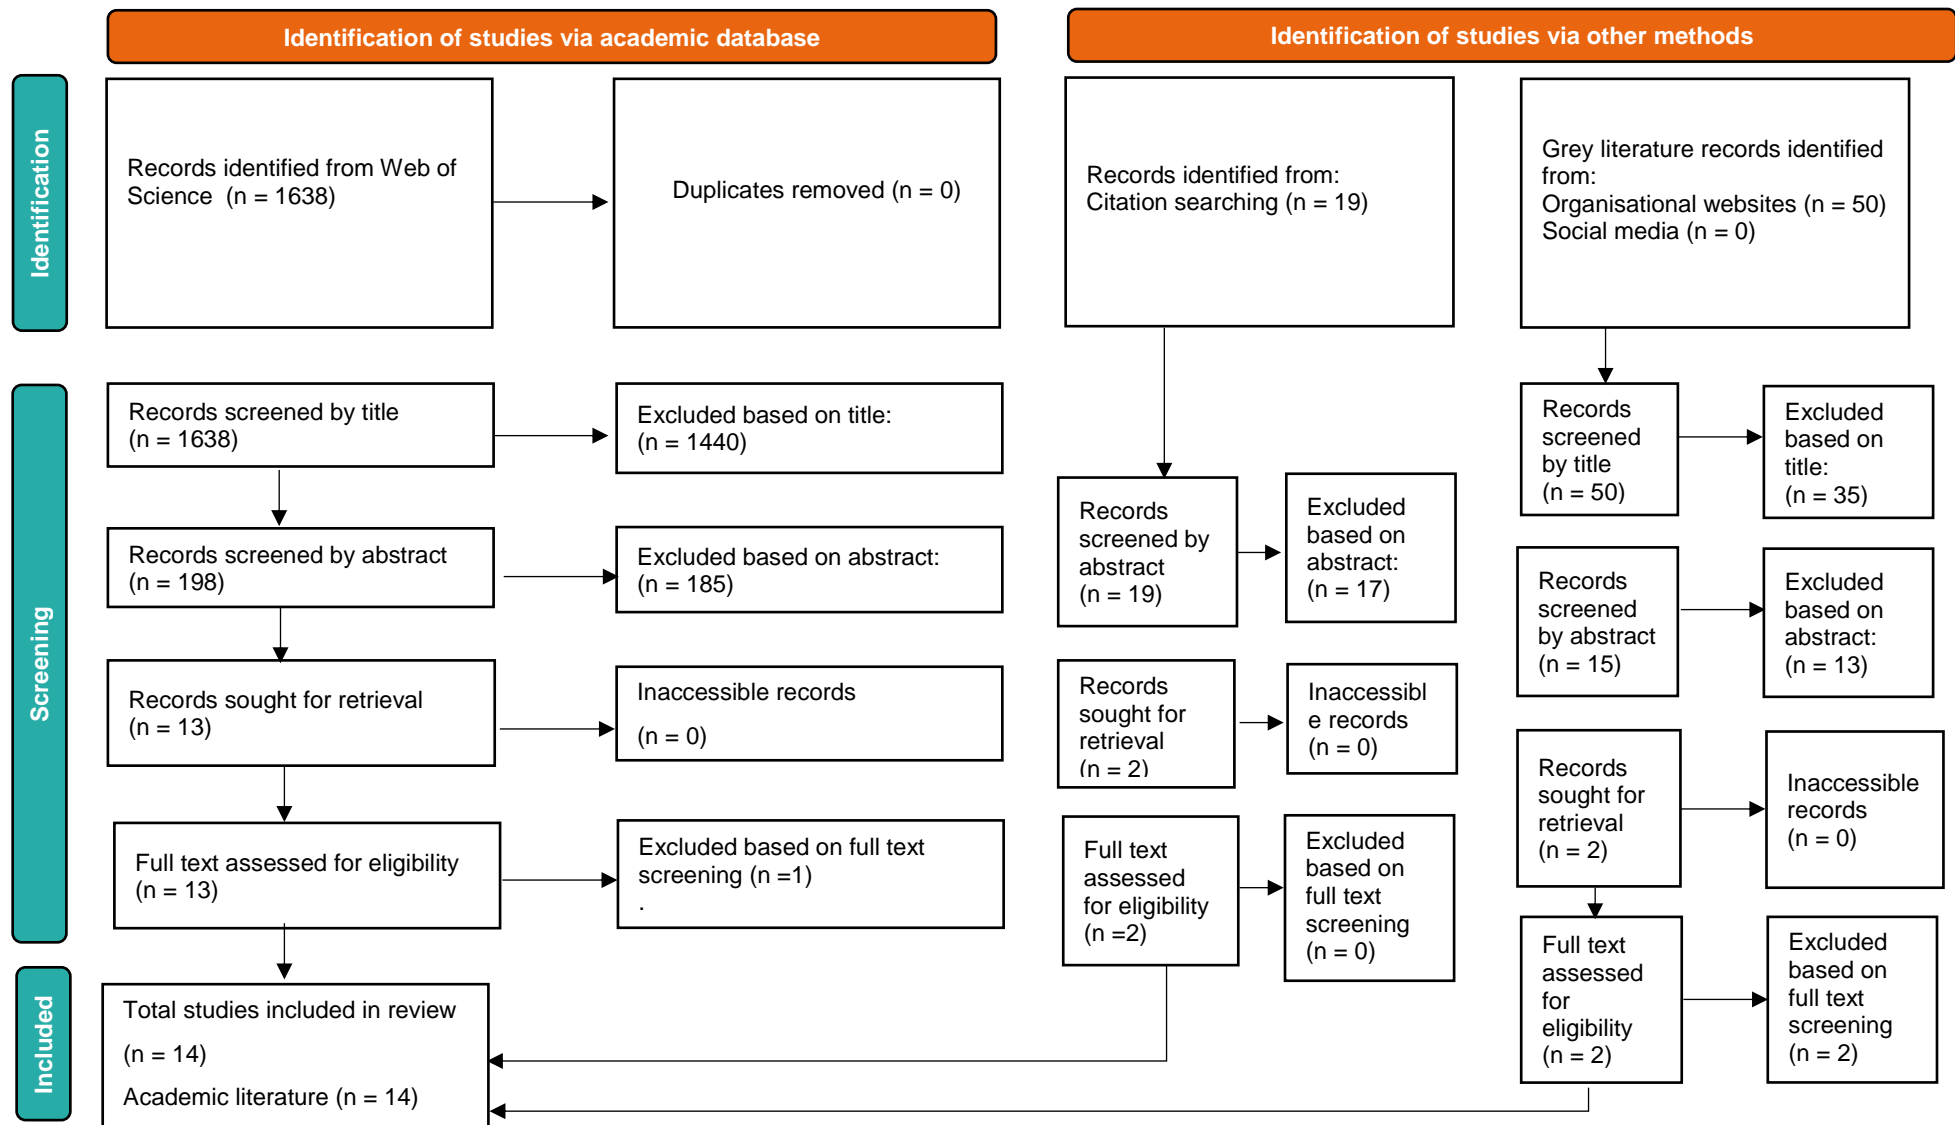 Identification of studies via academic database
Identification of studies via other methods
Identification
Records identified from Web of
Science  (n = 1638)
Duplicates removed (n = 0)
Records identified from:
Citation searching (n = 19)
Grey literature records identified
from:
Organisational websites (n = 50)
Social media (n = 0)
Screening
Records screened by title
(n = 1638)
Excluded based on title:
(n = 1440)
Records screened by abstract
(n = 198)
Excluded based on abstract:
(n = 185)
Records sought for retrieval
(n = 13)
Inaccessible records
(n = 0)
Full text assessed for eligibility
(n = 13)
Excluded based on full text
screening (n =1)
.
Records
screened by
abstract
(n = 19)
Excluded
based on
abstract:
(n = 17)
Records
sought for
retrieval
(n = 2)
Inaccessibl
e records
(n = 0)
Full text
assessed
for eligibility
(n =2)
Excluded
based on
full text
screening
(n = 0)
Records
screened
by title
(n = 50)
Excluded
based on
title:
(n = 35)
Records
screened
by abstract
(n = 15)
Excluded
based on
abstract:
(n = 13)
Records
sought for
retrieval
(n = 2)
Inaccessible
records
(n = 0)
Full text
assessed
for
eligibility
(n = 2)
Excluded
based on
full text
screening
(n = 2)
Included
Total studies included in review
(n = 14)
Academic literature (n = 14)